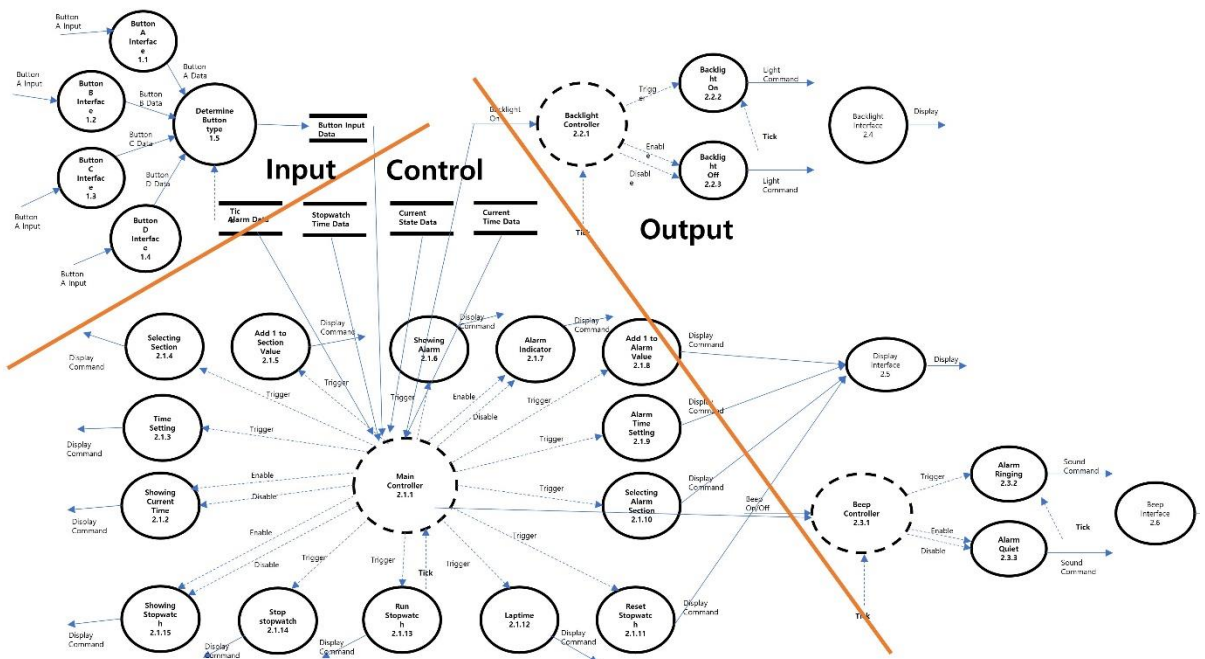 Button
A Input
Button
A
Interfac
e
1.1
Button
A Data
Button
A Input
Button
B
Interfac
e
1.2
Button
B Data
Determine
Button
type
1.5
Button Input
Data
Button
C
Interfac
e
1.3
Button
C Data
Button
A Input
Button
D Data
Button
D
Interfac
e
1.4
Button
A Input
Input
Control
Output
Tic
Alarm Data
Stopwatch
Time Data
Current
State Data
Current
Time Data
Backlight
On
Backlight
Controller
2.2.1
Trigg
er
Backlig
ht
On
2.2.2
Light
Command
Enabl
e
Disabl
e
Backlig
ht
Off
2.2.3
Tick
Light
Command
Tick
Backlight
Interface
2.4
Display
Display
Command
Selecting
Section
2.1.4
Add 1 to
Section
Value
2.1.5
Display
Command
Showing
Alarm
2.1.6
Display
Command
Alarm
Indicator
2.1.7
Display
Command
Add 1 to
Alarm
Value
2.1.8
Display
Command
Display
Interface
2.5
Display
Trigger
Trigger
Trigger
Enable
Disable
Trigger
Time
Setting
2.1.3
Display
Command
Trigger
Trigger
Alarm
Time
Setting
2.1.9
Display
Command
Main
Controller
2.1.1
Showing
Current
Time
2.1.2
Display
Command
Enable
Disable
Trigger
Selecting
Alarm
Section
2.1.10
Display
Command
Beep
On/Off
Beep
Controller
2.3.1
Trigger
Alarm
Ringing
2.3.2
Sound
Command
Enable
Disable
Alarm
Quiet
2.3.3
Tick
Sound
Command
Tick
Beep
Interface
2.6
Enable
Disable
Trigger
Trigger
Tick
Trigger
Trigger
Showing
Stopwatc
h
2.1.15
Display
Command
Stop
stopwatch
2.1.14
Display
Command
Run
Stopwatc
h
2.1.13
Display
Command
Laptime
2.1.12
Display
Command
Reset
Stopwatc
h
2.1.11
Display
Command